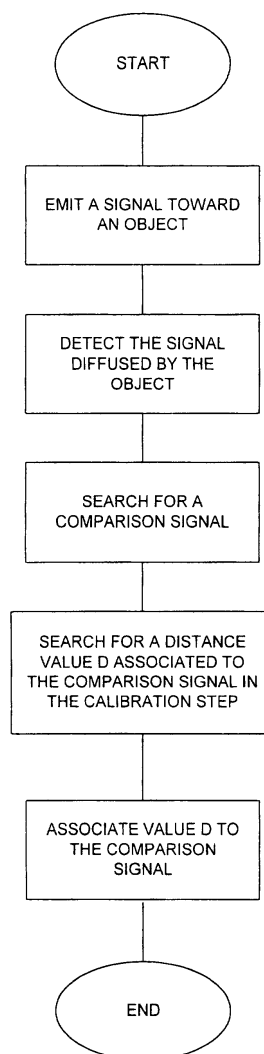 START
EMIT A SIGNAL TOWARD
AN OBJECT
DETECT THE SIGNAL
DIFFUSED BY THE
OBJECT
SEARCH FOR A
COMPARISON SIGNAL
SEARCH FOR A DISTANCE
VALUE D ASSOCIATED TO
THE COMPARISON SIGNAL IN
THE CALIBRATION STEP
ASSOCIATE VALUE D TO
THE COMPARISON
SIGNAL
END